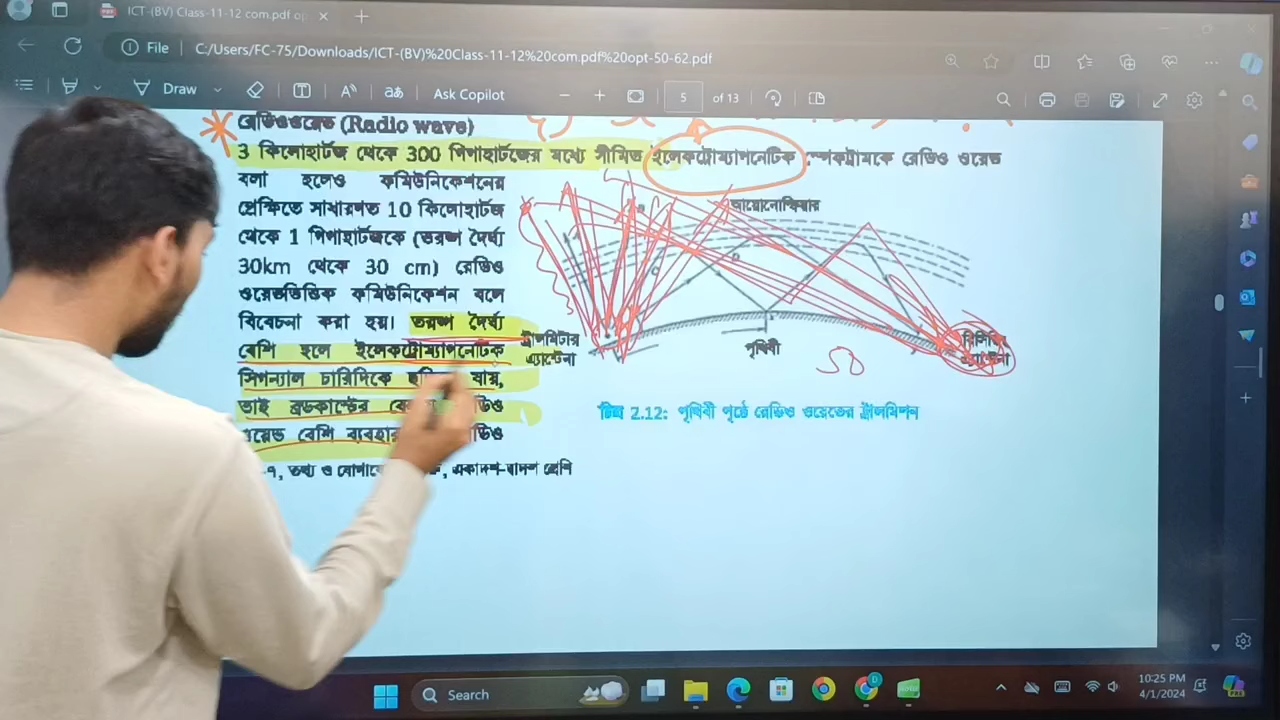 ICT-(BV) Class-11-12 com.pdf op
File C:/Users/FC-75/Downloads/ICT-(BV)%20Class-11-12%20com.pdf%20opt-50-62.pdf
Draw Ask Copilot 5 of 13
রেডিওওয়েভ (Radio wave)
3 কিলোহার্টজ থেকে 300 গিগাহার্টজের মধ্যে সীমিত ইলেকট্রোম্যাগনেটিক স্পেকট্রামকে রেডিও ওয়েভ
বলা হলেও কমিউনিকেশনের
প্রেক্ষিতে সাধারণত 10 কিলোহার্টজ
থেকে 1 গিগাহার্টজকে (তরঙ্গ দৈর্ঘ্য
30km থেকে 30 cm) রেডিও
ওয়েভভিত্তিক কমিউনিকেশন বলে
বিবেচনা করা হয়। তরঙ্গ দৈর্ঘ্য
বেশি হলে ইলেকট্রোম্যাগনেটিক
সিগন্যাল চারিদিকে যায়,
তাই ব্রডকাস্টের
ওয়েভ বেশি
আয়োনোস্ফিয়ার
ট্রান্সমিটার
এ্যান্টেনা
পৃথিবী
রিসিভার
এ্যান্টেনা
50
চিত্র 2.12: পৃথিবী পৃষ্ঠে রেডিও ওয়েভের ট্রান্সমিশন
তথ্য ও একাদশ-দ্বাদশ শ্রেণি
Search
10:25 PM
4/1/2024